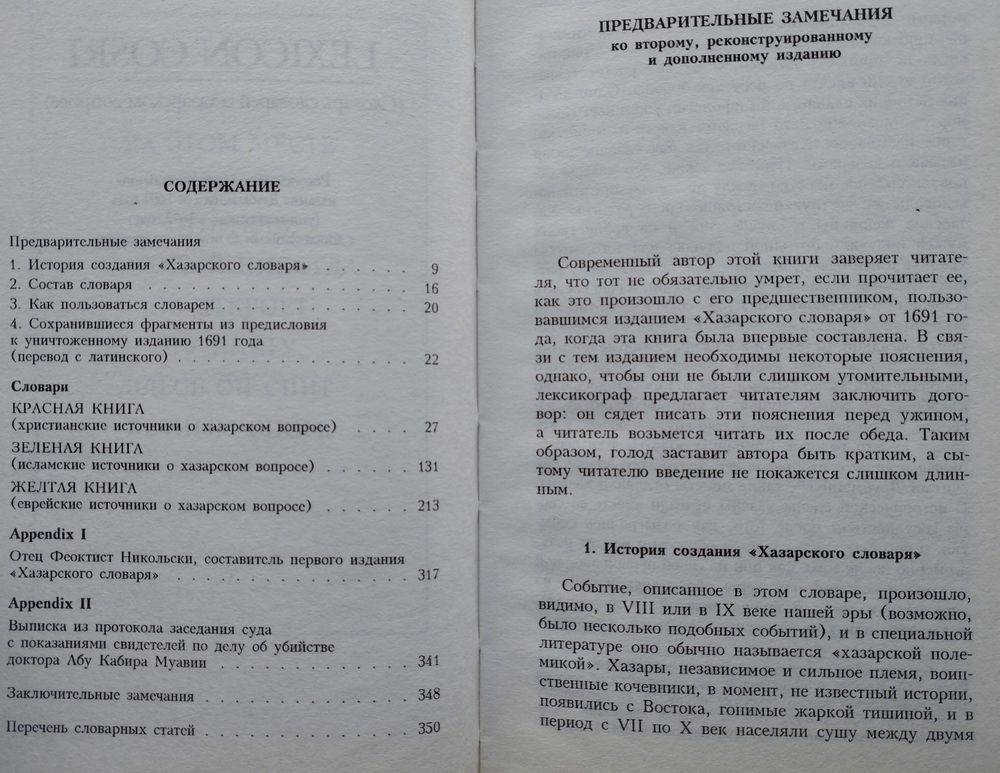 СОДЕРЖАНИЕ
Предварительные замечания
1. История создания «Хазарского словаря» . . . . . . 9
2. Состав словаря . . . . . . . . . . . . . . 16
3. Как пользоваться словарем . . . . . . . . . . . 20
4. Сохранившиеся фрагменты из предисловия
к уничтоженному изданию 1691 года
(перевод с латинского) . . . . . . . . . . . . . 22
Словари
КРАСНАЯ КНИГА
(христианские источники о хазарском вопросе) . . . . 27
ЗЕЛЕНАЯ КНИГА
(исламские источники о хазарском вопросе) . . . . . . 131
ЖЕЛТАЯ КНИГА
(еврейские источники о хазарском вопросе) . . . . . . 213
Appendix I
Отец Феоктист Никольски, составитель первого издания
«Хазарского словаря» . . . . . . . . . . . . . 317
Appendix II
Выписка из протокола заседания суда
с показаниями свидетелей по делу об убийстве
доктора Абу Кабира Муавии . . . . . . . . . . . 341
Заключительные замечания . . . . . . . . . . . . 348
Перечень словарных статей . . . . . . . . . . . . 350
ПРЕДВАРИТЕЛЬНЫЕ ЗАМЕЧАНИЯ
ко второму, реконструированному
и дополненному изданию
Современный автор этой книги заверяет читате-
ля, что тот не обязательно умрет, если прочитает ее,
как это произошло с его предшественником, пользо-
вавшимся изданием «Хазарского словаря» от 1691 го-
да, когда эта книга была впервые составлена. В свя-
зи с тем изданием необходимы некоторые пояснения,
однако, чтобы они не были слишком утомительными,
лексикограф предлагает читателям заключить дого-
вор: он сядет писать эти пояснения перед ужином,
а читатель возьмется читать их после обеда. Таким
образом, голод заставит автора быть кратким, а сы-
тому читателю введение не покажется слишком длин-
ным.
1. История создания «Хазарского словаря»
Событие, описанное в этом словаре, произошло,
видимо, в VIII или в IX веке нашей эры (возможно,
было несколько подобных событий), и в специальной
литературе оно обычно называется «хазарской поле-
микой». Хазары, независимое и сильное племя, воин-
ственные кочевники, в момент, не известный истории,
появились с Востока, гонимые жаркой тишиной, и в
период с VII по X век населяли сушу между двумя